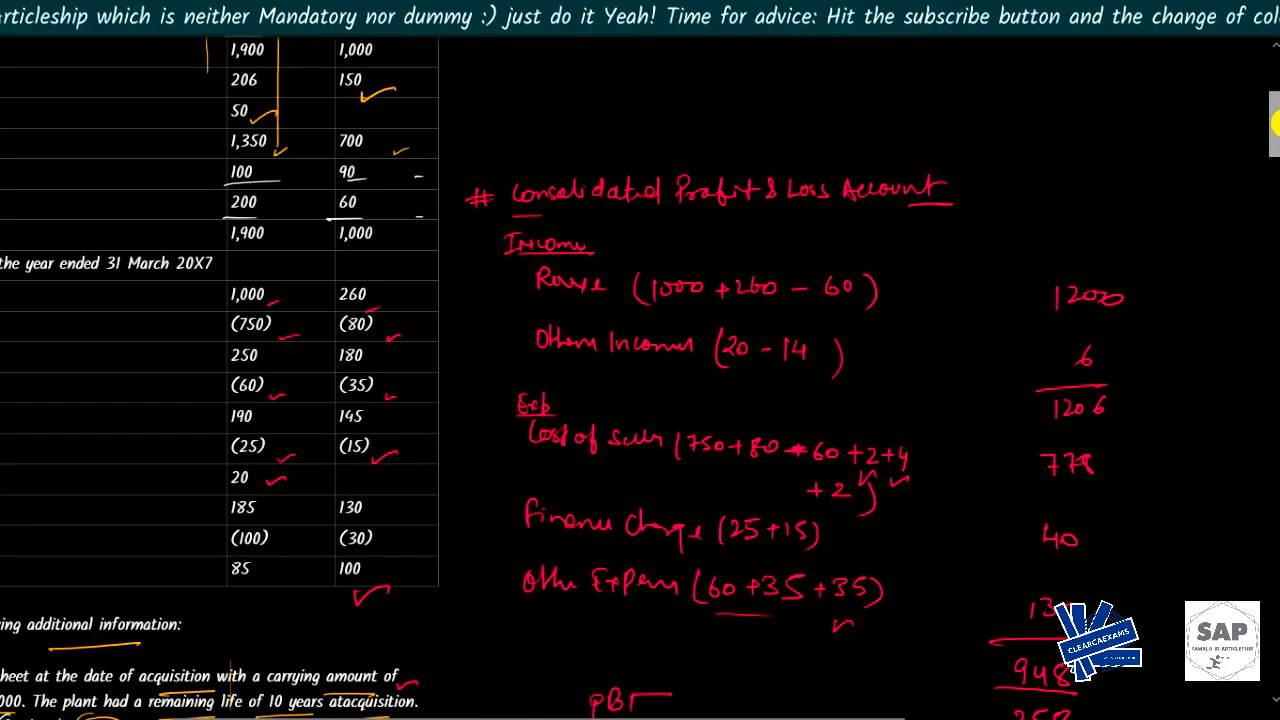 rticleship which is neither Mandatory nor dummy :) just do it Yeah! Time for advice: Hit the subscribe button and the change of col
1,900 1,000
206 150
50
1,350 700
100 90 -
200 60 -
1,900 1,000
the year ended 31 March 20X7
1,000 260
(750) (80)
250 180
(60) (35)
190 145
(25) (15)
20
185 130
(100) (30)
85 100
ing additional information:
heet at the date of acquisition with a carrying amount of
000. The plant had a remaining life of 10 years atacquisition.
# Consolidated Profit & Loss Account
Income
(1000 + 260 - 60) 1200
Other Income (20 - 14) 6
1206
Exp
Cost of (750 + 80 - 60 + 2 + 4
+ 2) 778
Finance Charge (25 + 15) 40
(60 + 35 + 35) 13
948
PBT
258
CLEARCAEXAMS
SAP
SAMALO KI ARTICLESHIP